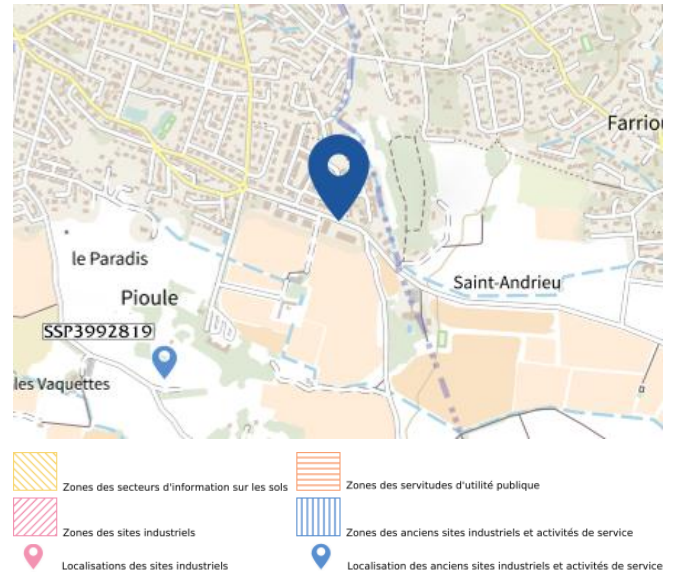 Farriou
le Paradis
Saint-Andrieu
Pioule
SSP3992819
les Vaquettes
Zones des secteurs d'information sur les sols
Zones des servitudes d'utilité publique
Zones des sites industriels
Zones des anciens sites industriels et activités de service
Localisations des sites industriels
Localisation des anciens sites industriels et activités de service